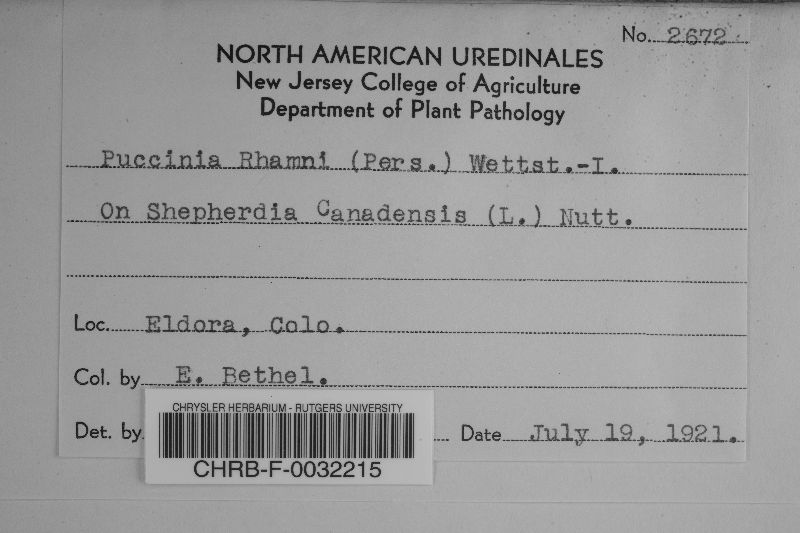 No. 2672
NORTH AMERICAN UREDINALES
New Jersey College of Agriculture
Department of Plant Pathology
Puccinia Rhamni (Pers.) Wettst.-I.
On Shepherdia Canadensis (L.) Nutt.
Loc. Eldora, Colo.
Col. by E. Bethel.
Det. by Date July 19, 1921.
CHRYSLER HERBARIUM - RUTGERS UNIVERSITY
CHRB-F-0032215